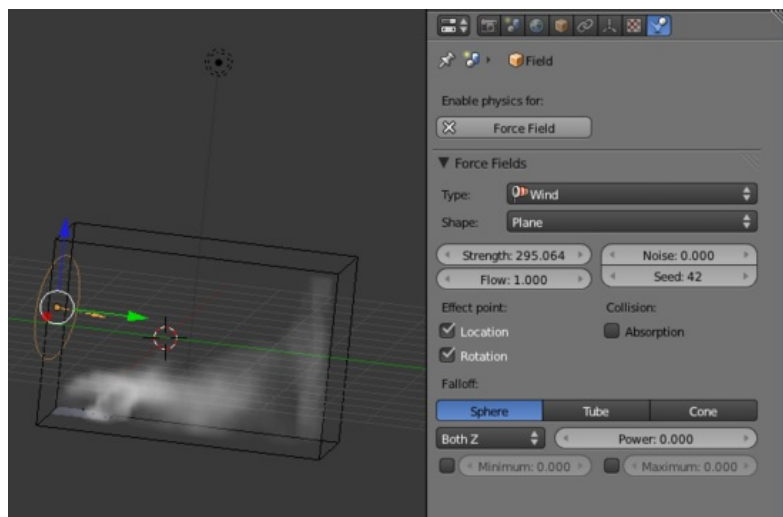 Field
Enable physics for:
Force Field
Force Fields
Type: Wind
Shape: Plane
Strength: 295.064 Noise: 0.000
Flow: 1.000 Seed: 42
Effect point: Collision:
Location Absorption
Rotation
Falloff:
Sphere Tube Cone
Both Z Power: 0.000
Minimum: 0.000 Maximum: 0.000